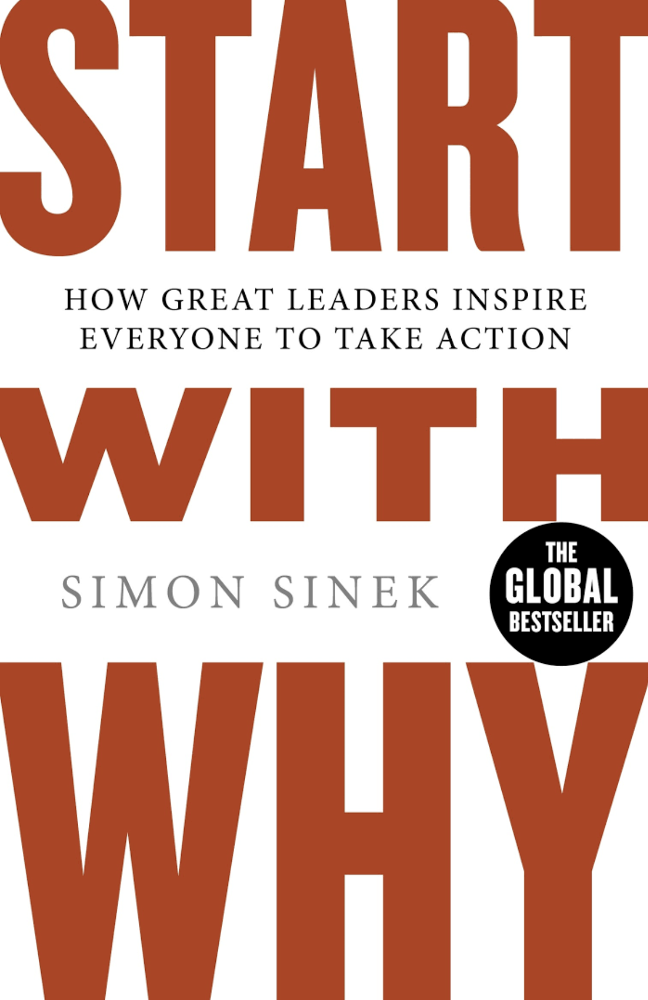 START
HOW GREAT LEADERS INSPIRE
EVERYONE TO TAKE ACTION
WITH
SIMON SINEK
THE
GLOBAL
BESTSELLER
WHY